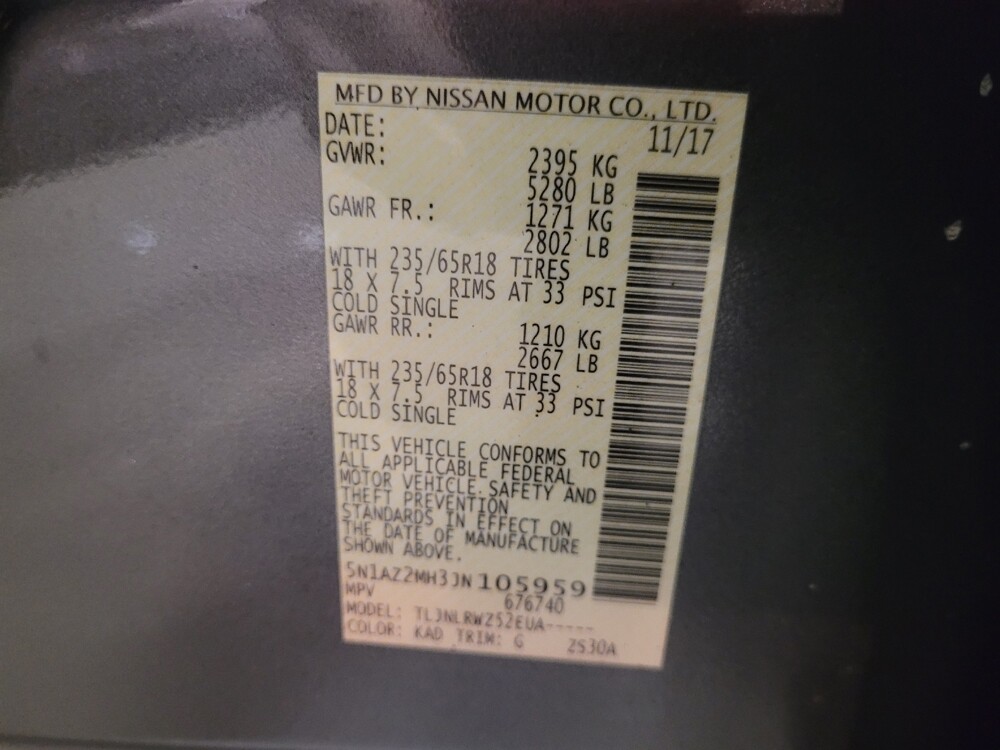 MFD BY NISSAN MOTOR CO., LTD.
DATE: 11/17
GVWR: 2395 KG
5280 LB
GAWR FR.: 1271 KG
2802 LB
WITH 235/65R18 TIRES
18 X 7.5 RIMS AT 33 PSI
COLD SINGLE
GAWR RR.: 1210 KG
2667 LB
WITH 235/65R18 TIRES
18 X 7.5 RIMS AT 33 PSI
COLD SINGLE
THIS VEHICLE CONFORMS TO
ALL APPLICABLE FEDERAL
MOTOR VEHICLE SAFETY AND
THEFT PREVENTION
STANDARDS IN EFFECT ON
THE DATE OF MANUFACTURE
SHOWN ABOVE.
5N1AZ2MH3JN105959
MPV 676740
MODEL: TLJNLRWZ52EUA-----
COLOR: KAD TRIM: G 2S30A